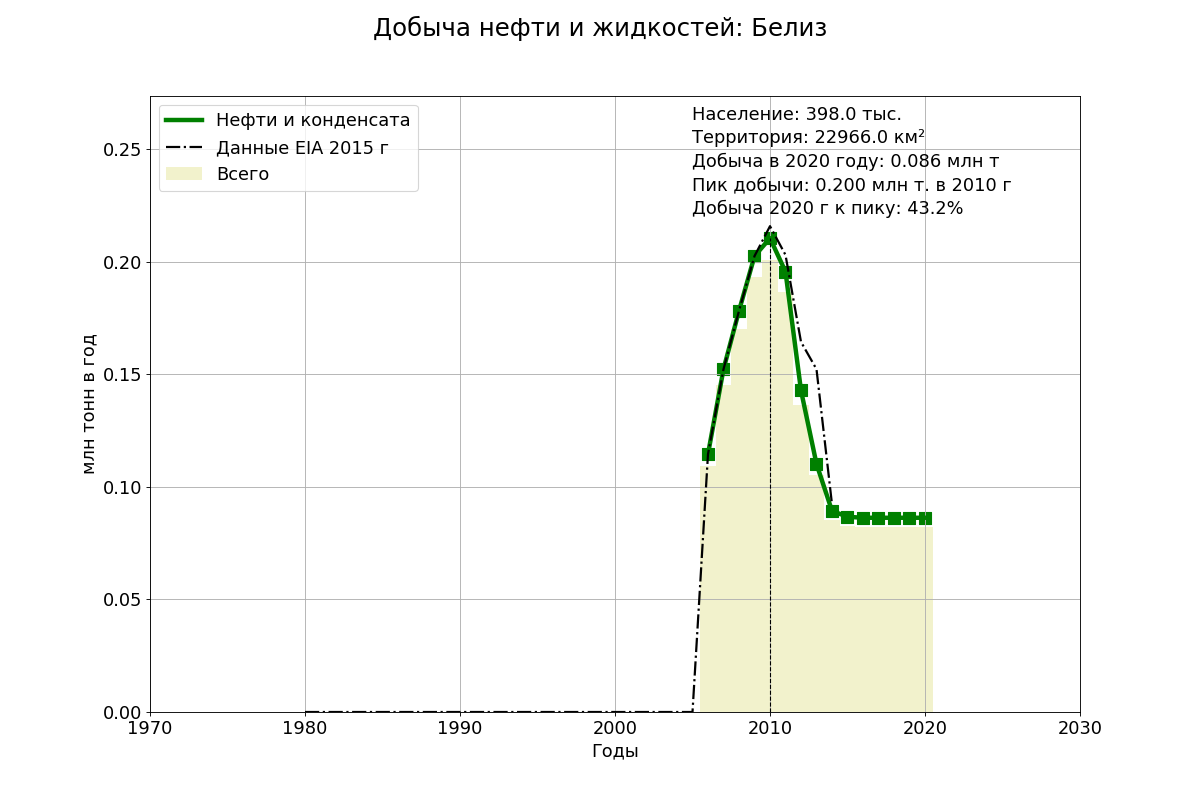 Добыча нефти и жидкостей: Белиз
Нефти и конденсата
Данные EIA 2015 г
Всего
Население: 398.0 тыс.
Территория: 22966.0 км²
Добыча в 2020 году: 0.086 млн т
Пик добычи: 0.200 млн т. в 2010 г
Добыча 2020 г к пику: 43.2%
млн тонн в год
0.25
0.20
0.15
0.10
0.05
0.00
1970 1980 1990 2000 2010 2020 2030
Годы